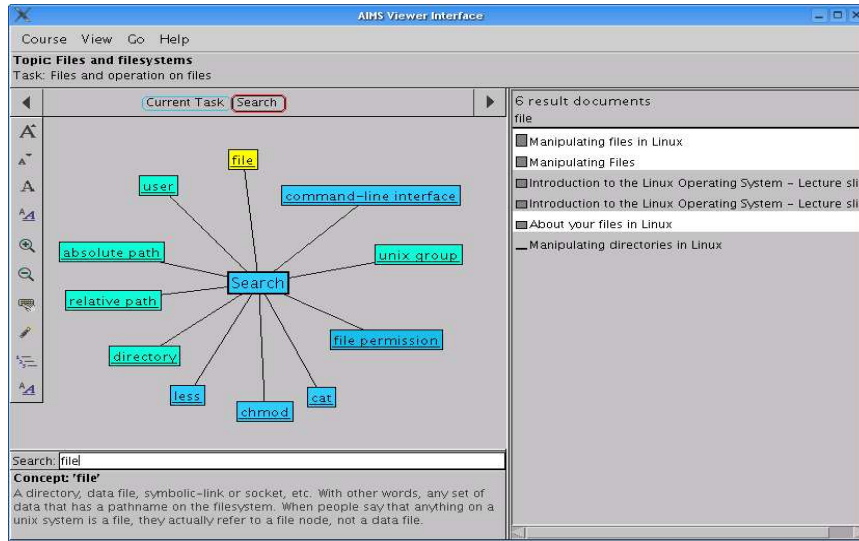 AIMS Viewer Interface
Course View Go Help
Topic: Files and filesystems
Task: Files and operation on files
Current Task Search
file
user
command-line interface
absolute path
unix group
Search
relative path
file permission
directory
less
cat
chmod
Search: file
Concept: 'file'
A directory, data file, symbolic-link or socket, etc. With other words, any set of
data that has a pathname on the filesystem. When people say that anything on a
unix system is a file, they actually refer to a file node, not a data file.
6 result documents
file
Manipulating files in Linux
Manipulating Files
Introduction to the Linux Operating System - Lecture sli
Introduction to the Linux Operating System - Lecture sli
About your files in Linux
Manipulating directories in Linux